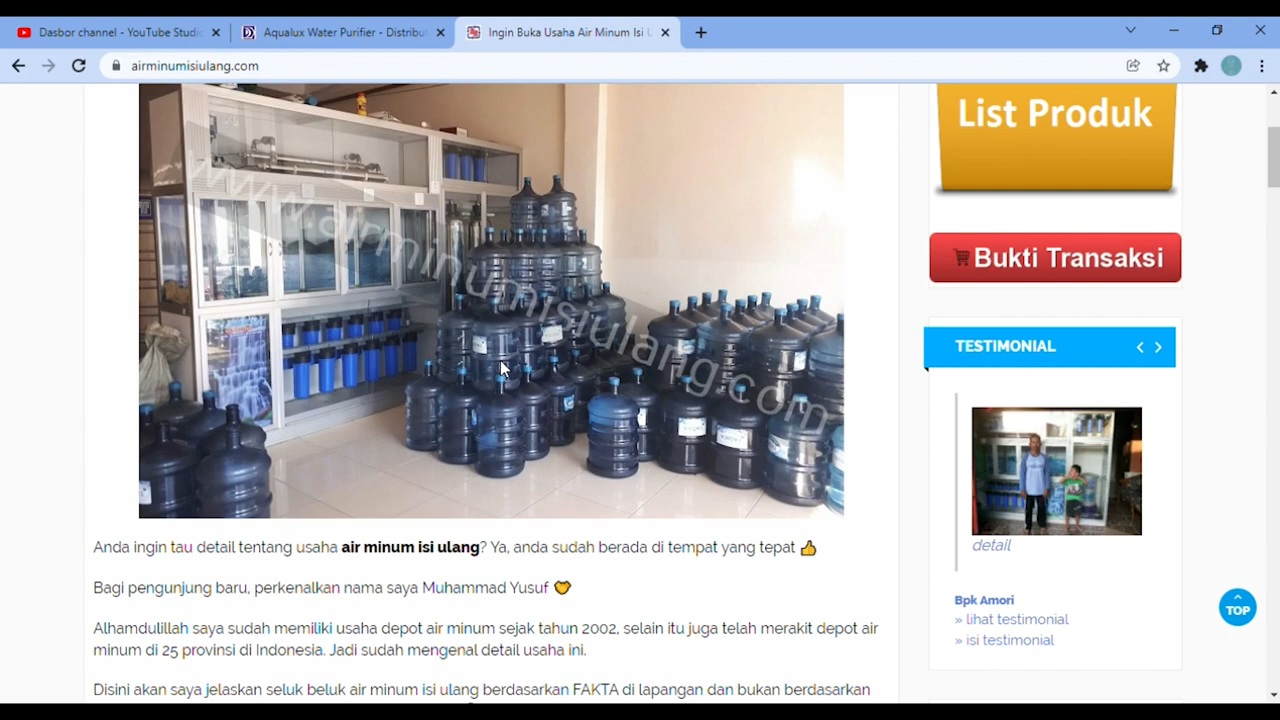 Dasbor channel - YouTube Studio
Aqualux Water Purifier - Distribut
Ingin Buka Usaha Air Minum Isi U
airminumisiulang.com
www.airminumisiulang.com
List Produk
Bukti Transaksi
TESTIMONIAL
detail
Bpk Amori
» lihat testimonial
» isi testimonial
TOP
Anda ingin tau detail tentang usaha air minum isi ulang? Ya, anda sudah berada di tempat yang tepat 👍
Bagi pengunjung baru, perkenalkan nama saya Muhammad Yusuf
Alhamdulillah saya sudah memiliki usaha depot air minum sejak tahun 2002, selain itu juga telah merakit depot air
minum di 25 provinsi di Indonesia. Jadi sudah mengenal detail usaha ini.
Disini akan saya jelaskan seluk beluk air minum isi ulang berdasarkan FAKTA di lapangan dan bukan berdasarkan